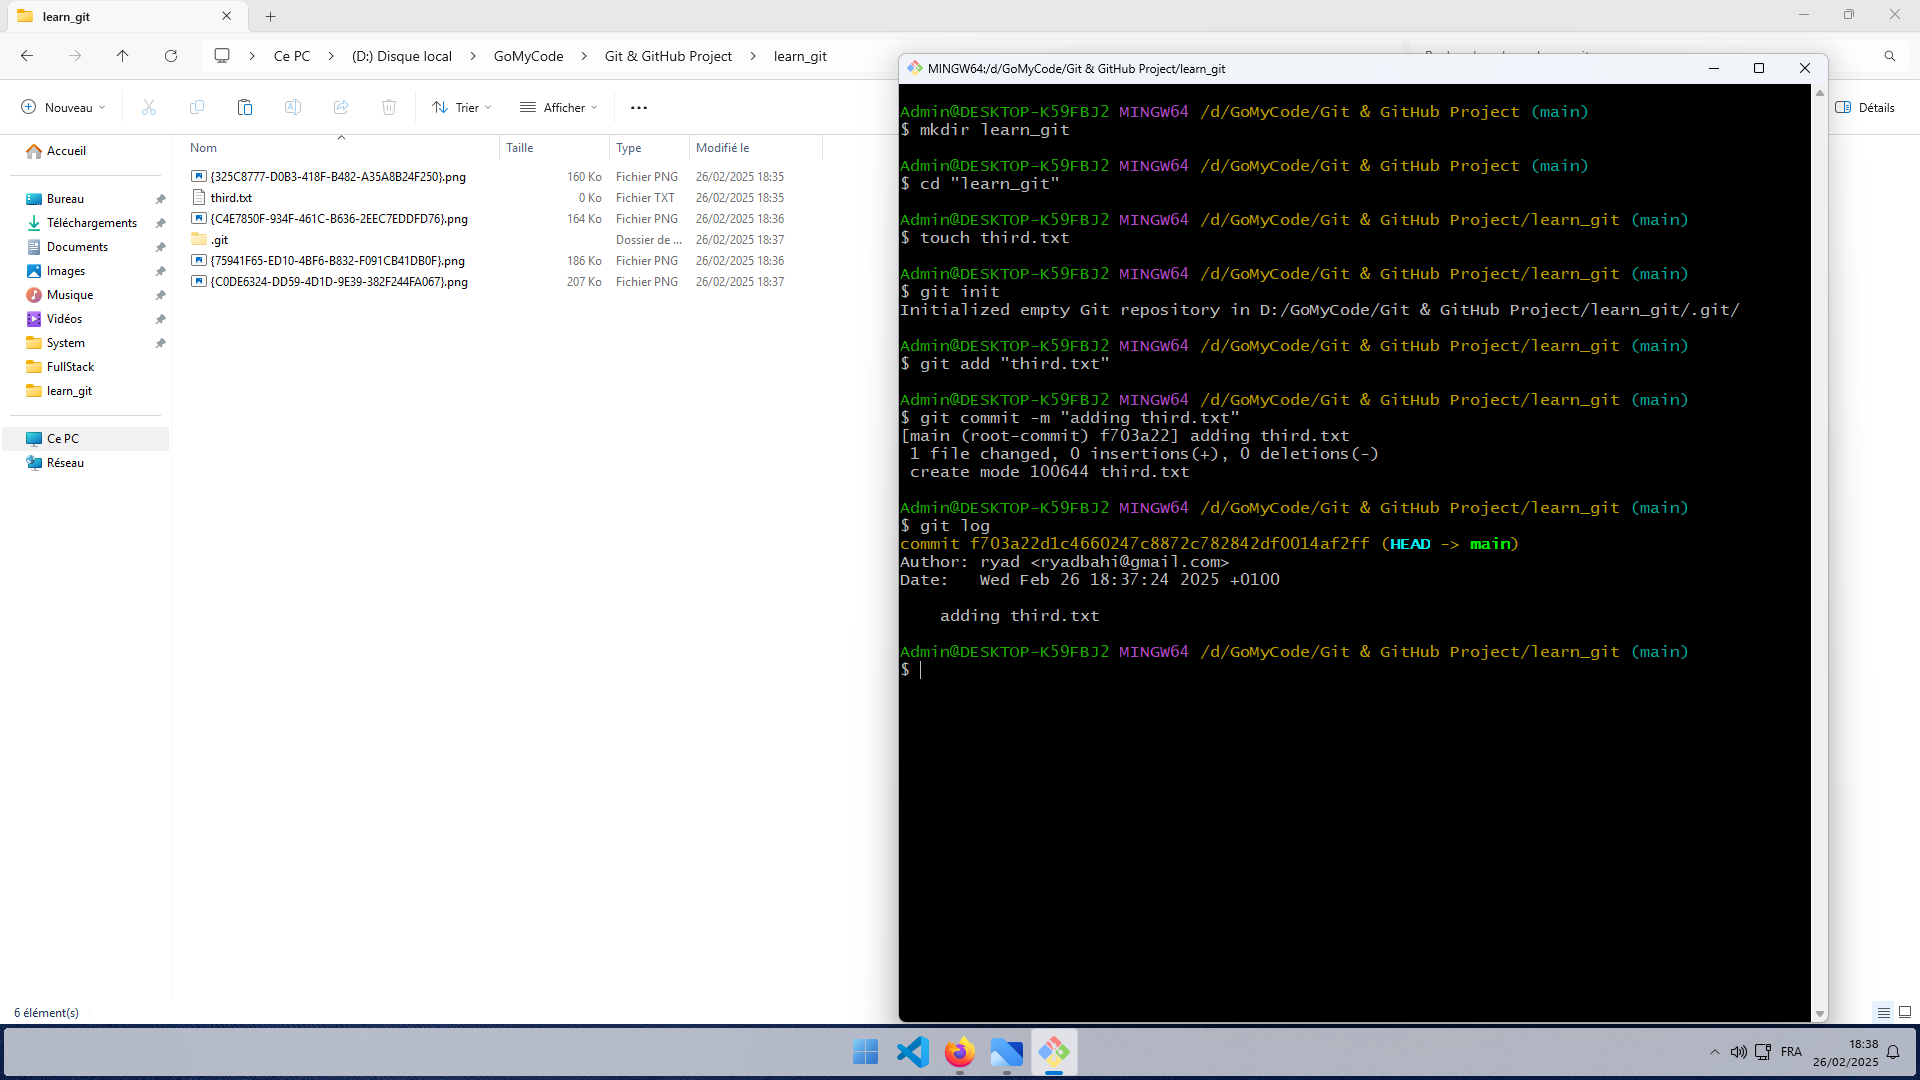 learn_git
Ce PC
(D:) Disque local
GoMyCode
Git & GitHub Project
learn_git
Nouveau
Trier
Afficher
Détails
Accueil
Bureau
Téléchargements
Documents
Images
Musique
Vidéos
System
FullStack
learn_git
Ce PC
Réseau
Nom Taille Type Modifié le
{325C8777-D0B3-418F-B482-A35A8B24F250}.png 160 Ko Fichier PNG 26/02/2025 18:35
third.txt 0 Ko Fichier TXT 26/02/2025 18:35
{C4E7850F-934F-461C-B636-2EEC7EDDFD76}.png 164 Ko Fichier PNG 26/02/2025 18:36
.git Dossier de ... 26/02/2025 18:37
{75941F65-ED10-4BF6-B832-F091CB41DB0F}.png 186 Ko Fichier PNG 26/02/2025 18:36
{C0DE6324-DD59-4D1D-9E39-382F244FA067}.png 207 Ko Fichier PNG 26/02/2025 18:37
6 élément(s)
MINGW64:/d/GoMyCode/Git & GitHub Project/learn_git
Admin@DESKTOP-K59FBJ2 MINGW64 /d/GoMyCode/Git & GitHub Project (main)
$ mkdir learn_git
Admin@DESKTOP-K59FBJ2 MINGW64 /d/GoMyCode/Git & GitHub Project (main)
$ cd "learn_git"
Admin@DESKTOP-K59FBJ2 MINGW64 /d/GoMyCode/Git & GitHub Project/learn_git (main)
$ touch third.txt
Admin@DESKTOP-K59FBJ2 MINGW64 /d/GoMyCode/Git & GitHub Project/learn_git (main)
$ git init
Initialized empty Git repository in D:/GoMyCode/Git & GitHub Project/learn_git/.git/
Admin@DESKTOP-K59FBJ2 MINGW64 /d/GoMyCode/Git & GitHub Project/learn_git (main)
$ git add "third.txt"
Admin@DESKTOP-K59FBJ2 MINGW64 /d/GoMyCode/Git & GitHub Project/learn_git (main)
$ git commit -m "adding third.txt"
[main (root-commit) f703a22] adding third.txt
1 file changed, 0 insertions(+), 0 deletions(-)
create mode 100644 third.txt
Admin@DESKTOP-K59FBJ2 MINGW64 /d/GoMyCode/Git & GitHub Project/learn_git (main)
$ git log
commit f703a22d1c4660247c8872c782842df0014af2ff (HEAD -> main)
Author: ryad <ryadbahi@gmail.com>
Date: Wed Feb 26 18:37:24 2025 +0100
adding third.txt
Admin@DESKTOP-K59FBJ2 MINGW64 /d/GoMyCode/Git & GitHub Project/learn_git (main)
$
FRA
18:38
26/02/2025